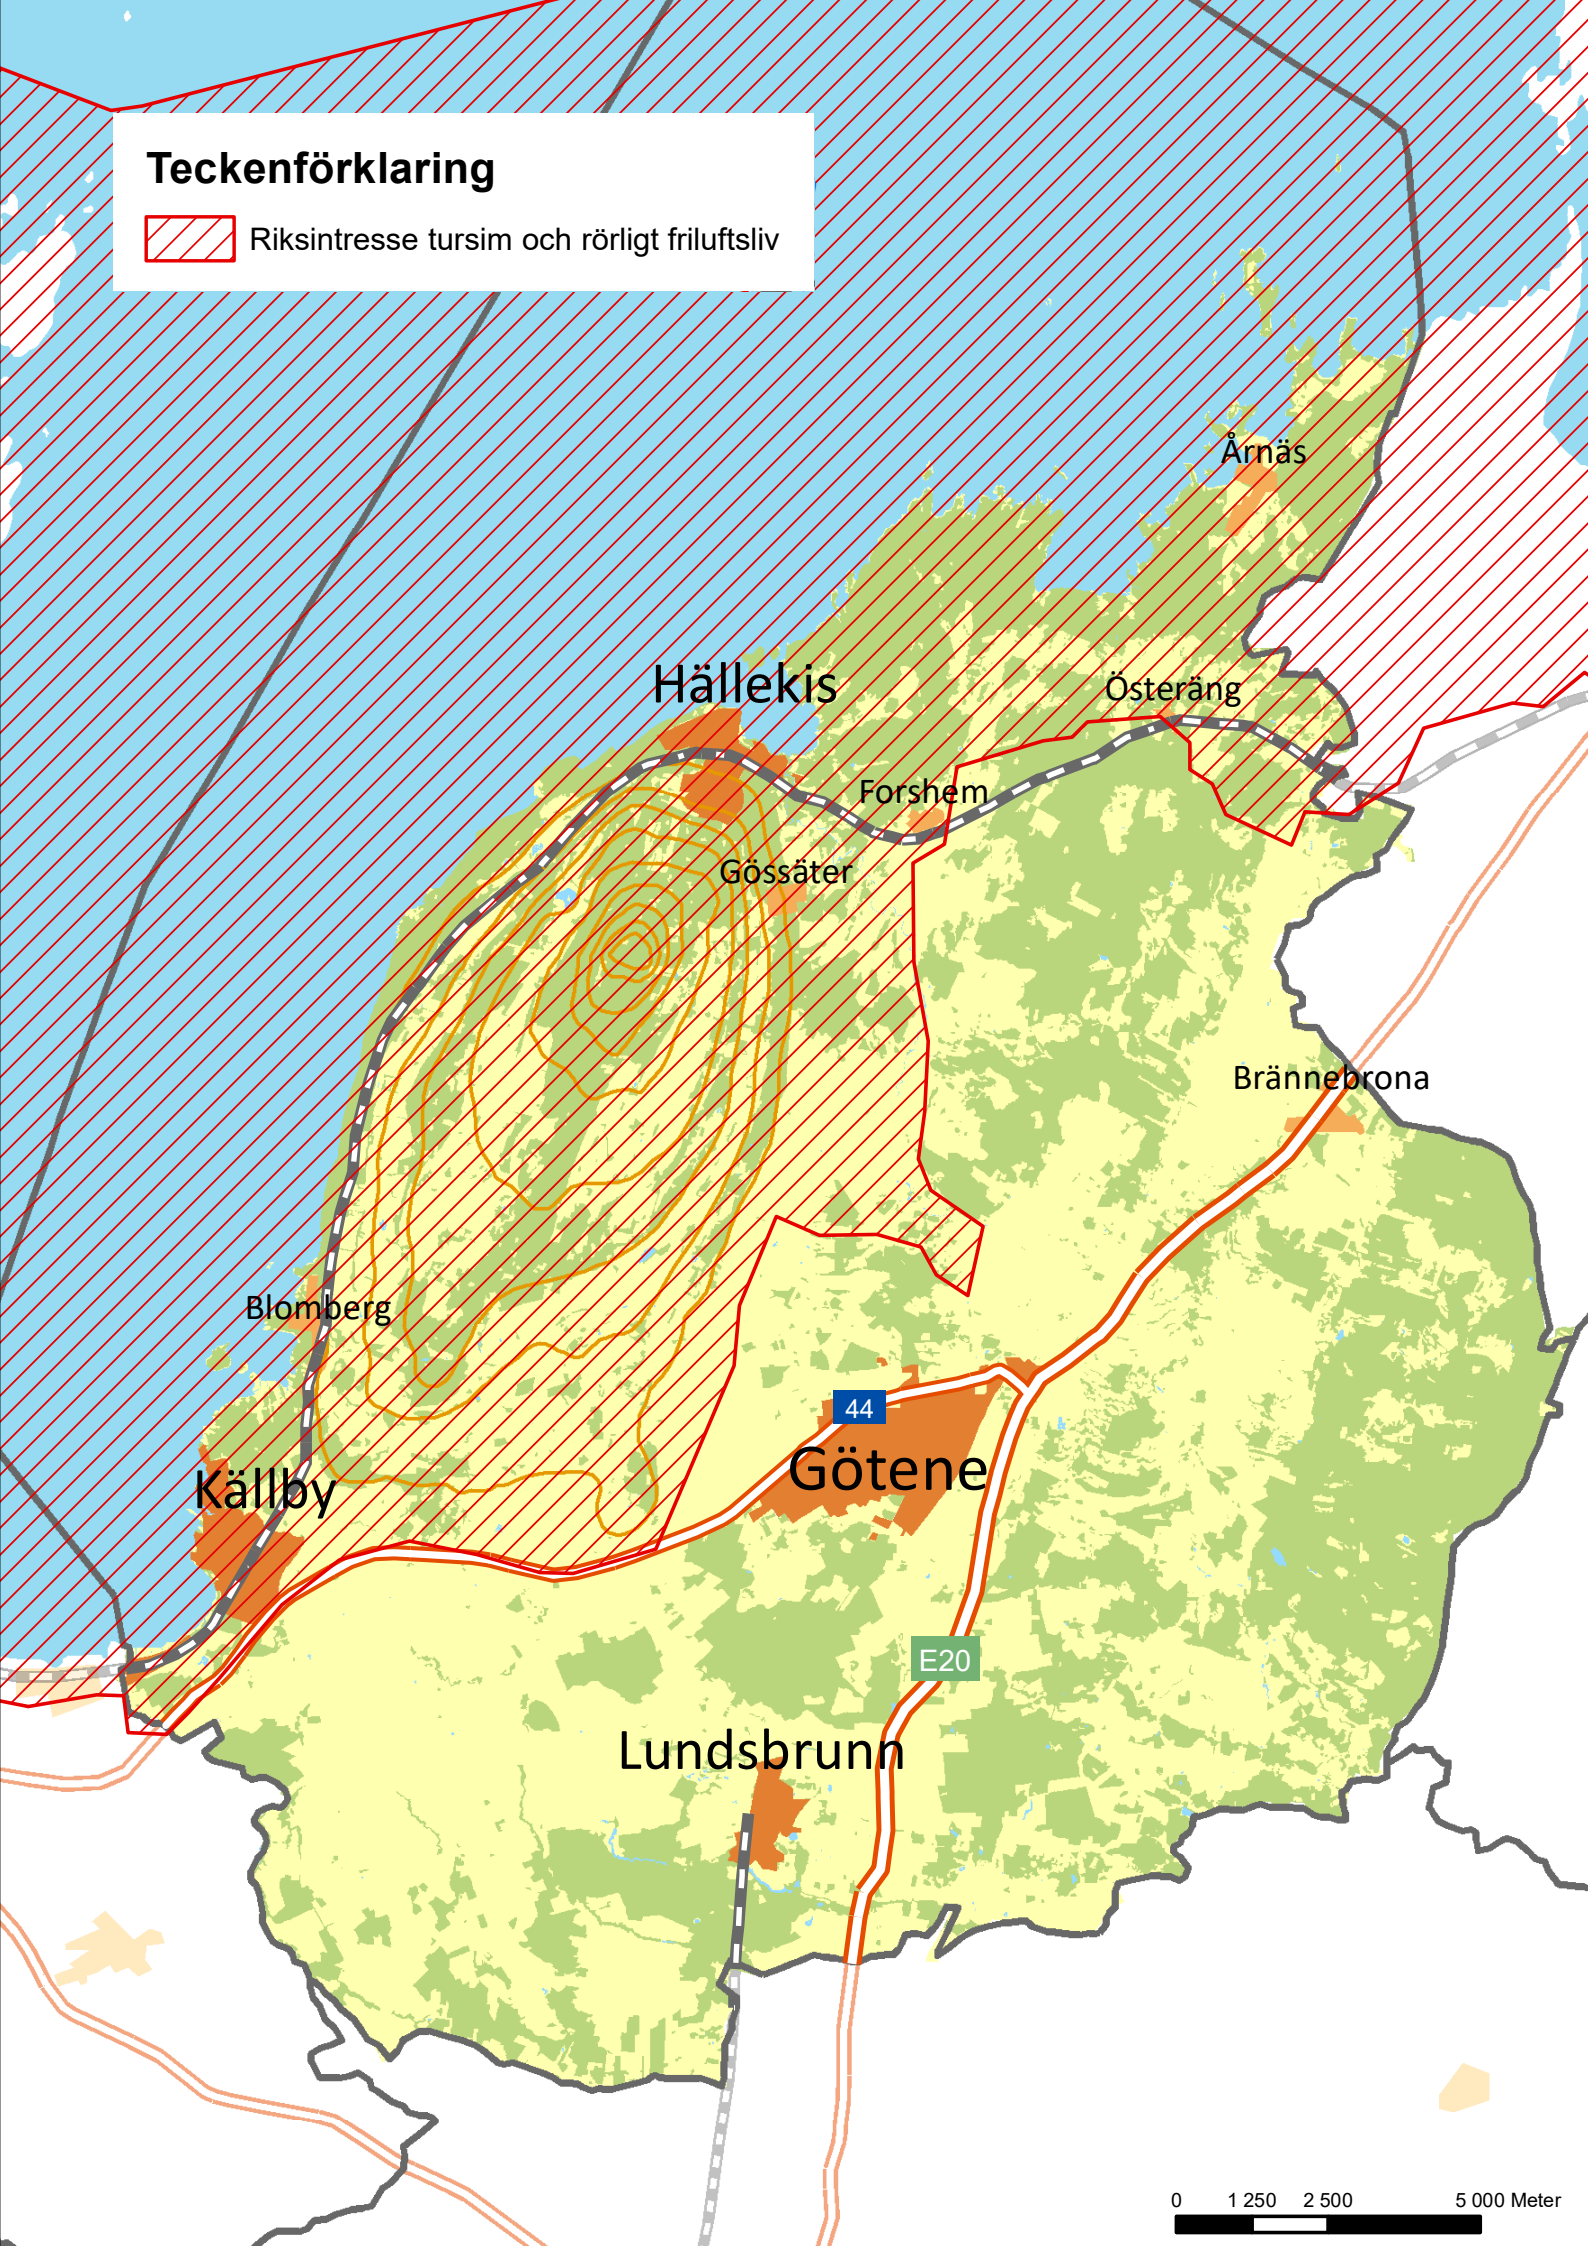 Teckenförklaring
Riksintresse tursim och rörligt friluftsliv
Årnäs
Hällekis
Österäng
Forshem
Gössäter
Brännebrona
Blomberg
44
Götene
Källby
E20
Lundsbrunn
0 1 250 2 500 5 000 Meter